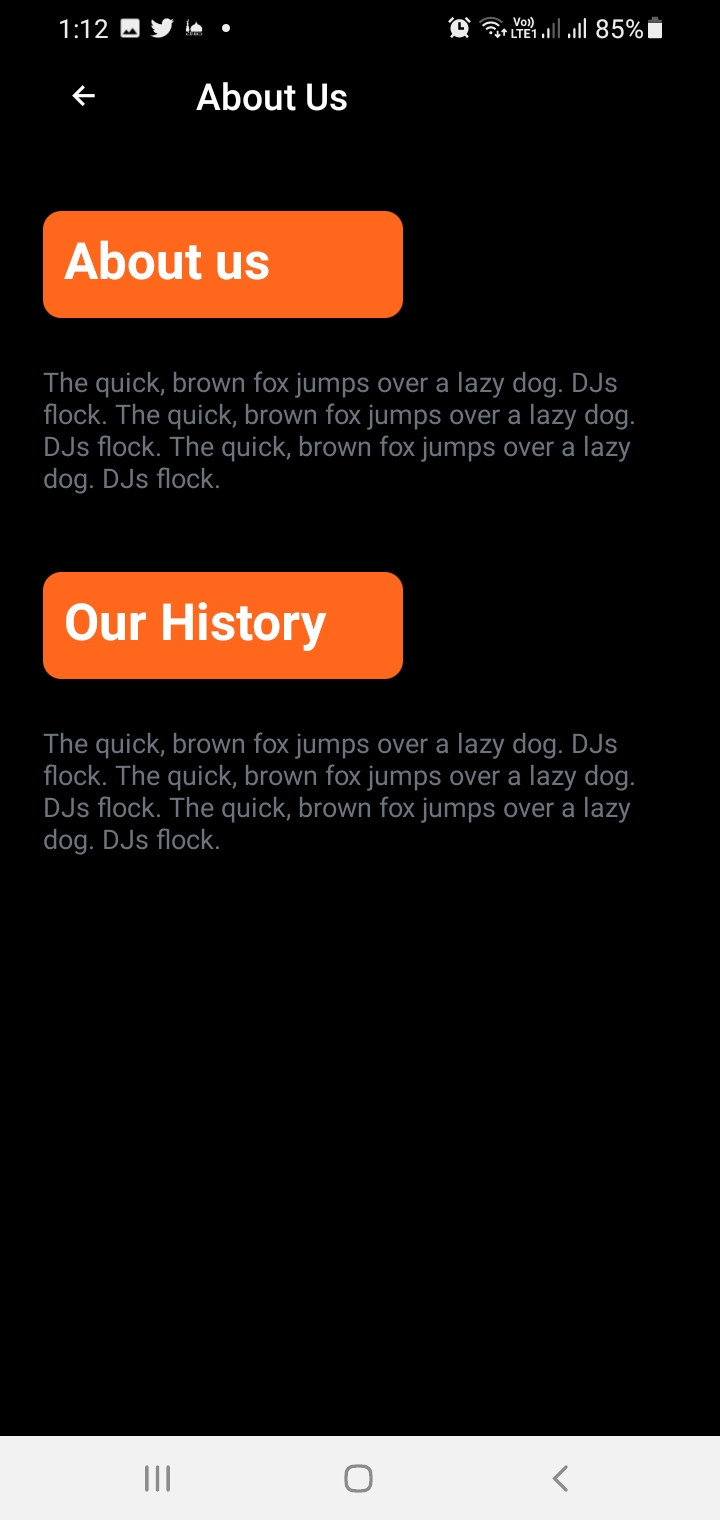 1:12
Vo))
LTE1
85%
About Us
About us
The quick, brown fox jumps over a lazy dog. DJs
flock. The quick, brown fox jumps over a lazy dog.
DJs flock. The quick, brown fox jumps over a lazy
dog. DJs flock.
Our History
The quick, brown fox jumps over a lazy dog. DJs
flock. The quick, brown fox jumps over a lazy dog.
DJs flock. The quick, brown fox jumps over a lazy
dog. DJs flock.